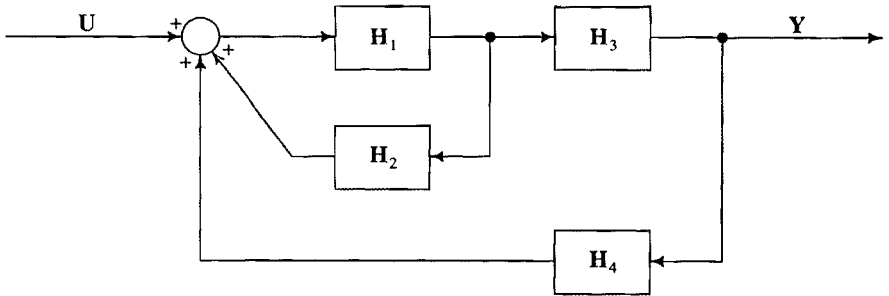 U
+
+
+
+
H₁
H₃
Y
H₂
H₄